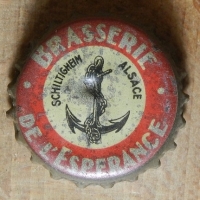 BRASSERIE
SCHILTIGHEIM
ALSACE
DE L'ESPERANCE